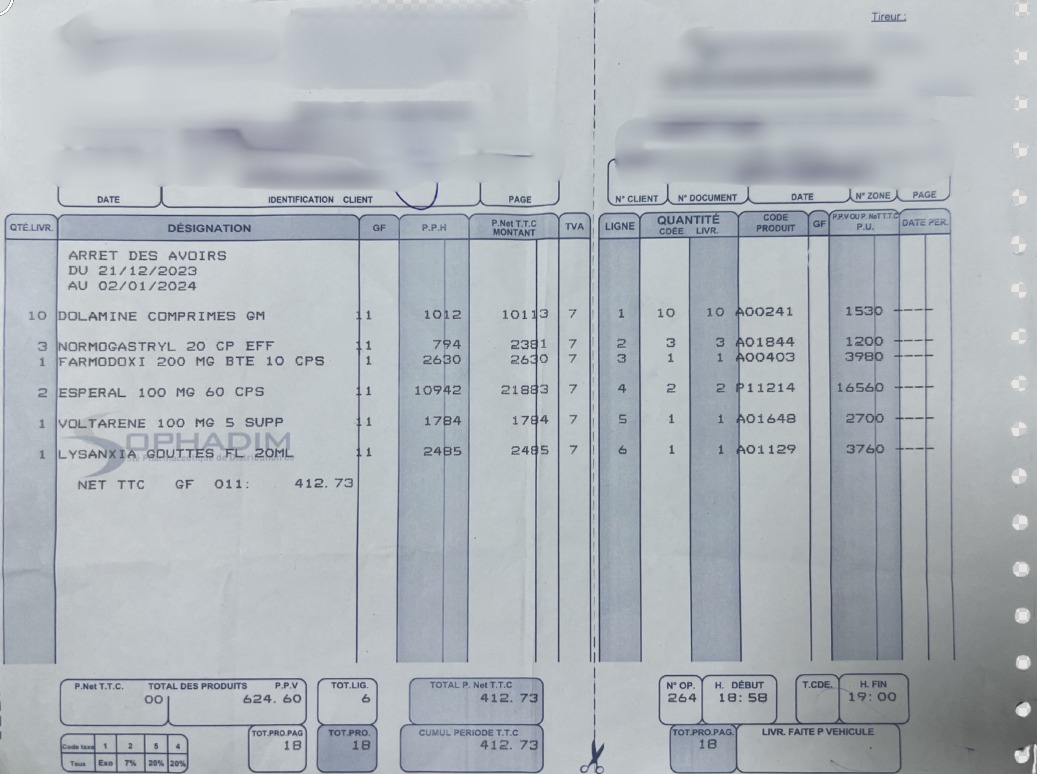 Tireur :
DATE IDENTIFICATION CLIENT PAGE
N° CLIENT N° DOCUMENT DATE N° ZONE PAGE
QTÉ.LIVR. DÉSIGNATION GF P.P.H P.Net T.T.C MONTANT TVA
LIGNE QUANTITÉ CDÉE LIVR. CODE PRODUIT GF P.P.V OU P. NeT T.T.C P.U. DATE PER.
ARRET DES AVOIRS
DU 21/12/2023
AU 02/01/2024
10 DOLAMINE COMPRIMES GM 11 1012 10113 7 1 10 10 A00241 1530 ----
3 NORMOGASTRYL 20 CP EFF 11 794 2381 7 2 3 3 A01844 1200 ----
1 FARMODOXI 200 MG BTE 10 CPS 1 2630 2630 7 3 1 1 A00403 3980 ----
2 ESPERAL 100 MG 60 CPS 11 10942 21883 7 4 2 2 P11214 16560 ----
1 VOLTARENE 100 MG 5 SUPP 11 1784 1784 7 5 1 1 A01648 2700 ----
SOPHADIM
1 LYSANXIA GOUTTES FL 20ML 11 2485 2485 7 6 1 1 A01129 3760 ----
NET TTC GF 011: 412.73
P.Net T.T.C. TOTAL DES PRODUITS P.P.V TOT.LIG. TOTAL P. Net T.T.C N° OP. H. DÉBUT T.CDE. H. FIN
00 624.60 6 412.73 264 18:58 19:00
TOT.PRO.PAG TOT.PRO. CUMUL PERIODE T.T.C TOT.PRO.PAG. LIVR. FAITE P VEHICULE
18 18 412.73 18
Code taxe 1 2 5 4
Taux Exo 7% 20% 20%